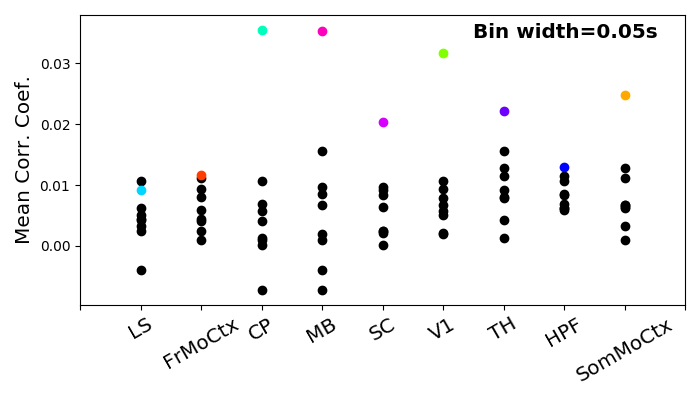 Bin width=0.05s
Mean Corr. Coef.
0.03
0.02
0.01
0.00
LS
FrMoCtx
CP
MB
SC
V1
TH
HPF
SomMoCtx